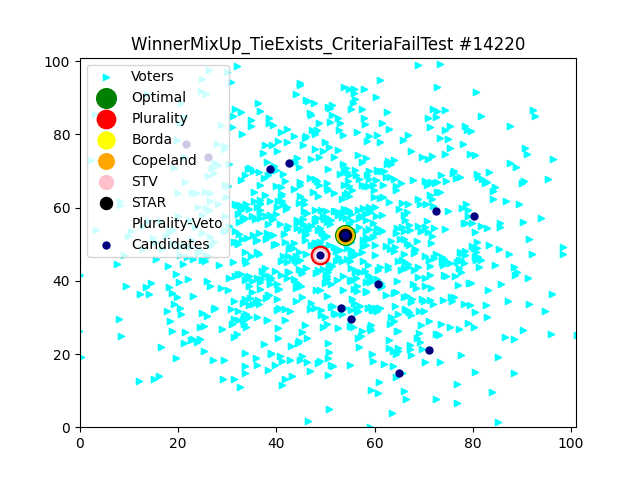 WinnerMixUp_TieExists_CriteriaFailTest #14220
100
80
60
40
20
0
Voters
Optimal
Plurality
Borda
Copeland
STV
STAR
Plurality-Veto
Candidates
0 20 40 60 80 100